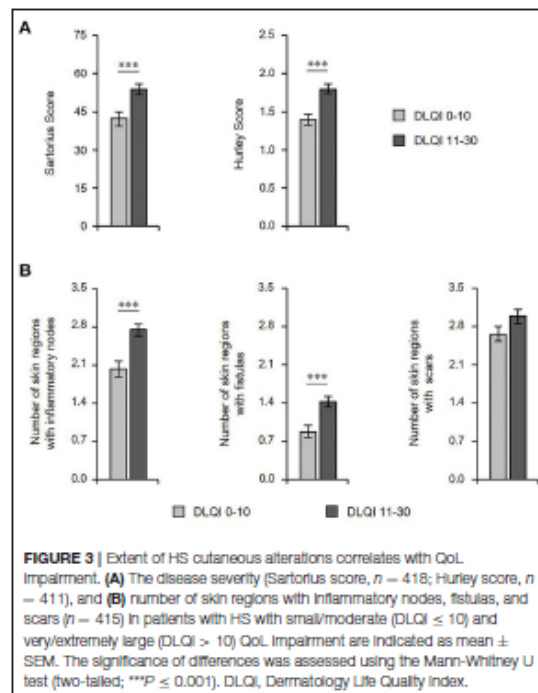 A
Sartorius Score
75
60
45
30
15
0
***
Hurley Score
2.5
2.0
1.5
1.0
0.5
0.0
***
DLQI 0-10
DLQI 11-30
B
Number of skin regions
with inflammatory nodes
3.5
2.8
2.1
1.4
0.7
0.0
***
Number of skin regions
with fistulas
3.5
2.8
2.1
1.4
0.7
0.0
***
Number of skin regions
with scars
3.5
2.8
2.1
1.4
0.7
0.0
DLQI 0-10
DLQI 11-30
FIGURE 3 | Extent of HS cutaneous alterations correlates with QoL
impairment. (A) The disease severity (Sartorius score, n = 418; Hurley score, n
= 411), and (B) number of skin regions with inflammatory nodes, fistulas, and
scars (n = 415) in patients with HS with small/moderate (DLQI ≤ 10) and
very/extremely large (DLQI > 10) QoL impairment are indicated as mean ±
SEM. The significance of differences was assessed using the Mann-Whitney U
test (two-tailed; ***P ≤ 0.001). DLQI, Dermatology Life Quality Index.